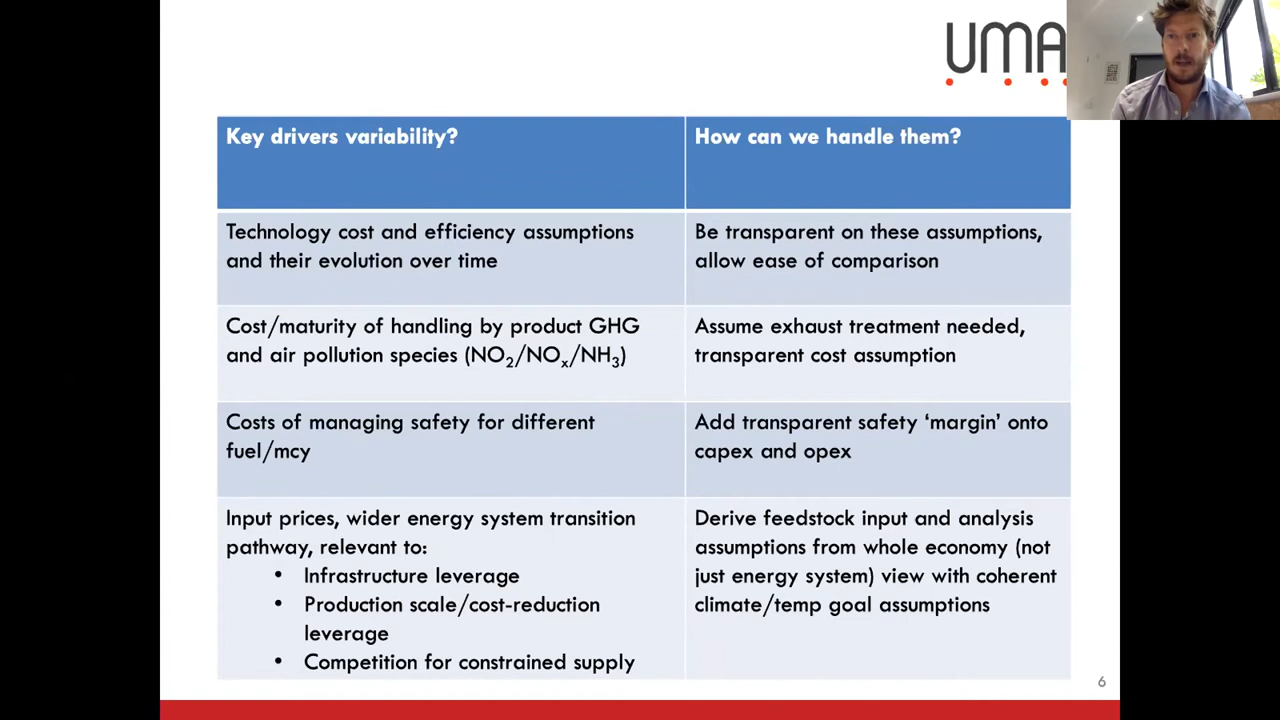 UMA
Key drivers variability?
How can we handle them?
Technology cost and efficiency assumptions
and their evolution over time
Be transparent on these assumptions,
allow ease of comparison
Cost/maturity of handling by product GHG
and air pollution species (NO₂/NOₓ/NH₃)
Assume exhaust treatment needed,
transparent cost assumption
Costs of managing safety for different
fuel/mcy
Add transparent safety ‘margin’ onto
capex and opex
Input prices, wider energy system transition
pathway, relevant to:
• Infrastructure leverage
• Production scale/cost-reduction
leverage
• Competition for constrained supply
Derive feedstock input and analysis
assumptions from whole economy (not
just energy system) view with coherent
climate/temp goal assumptions
6